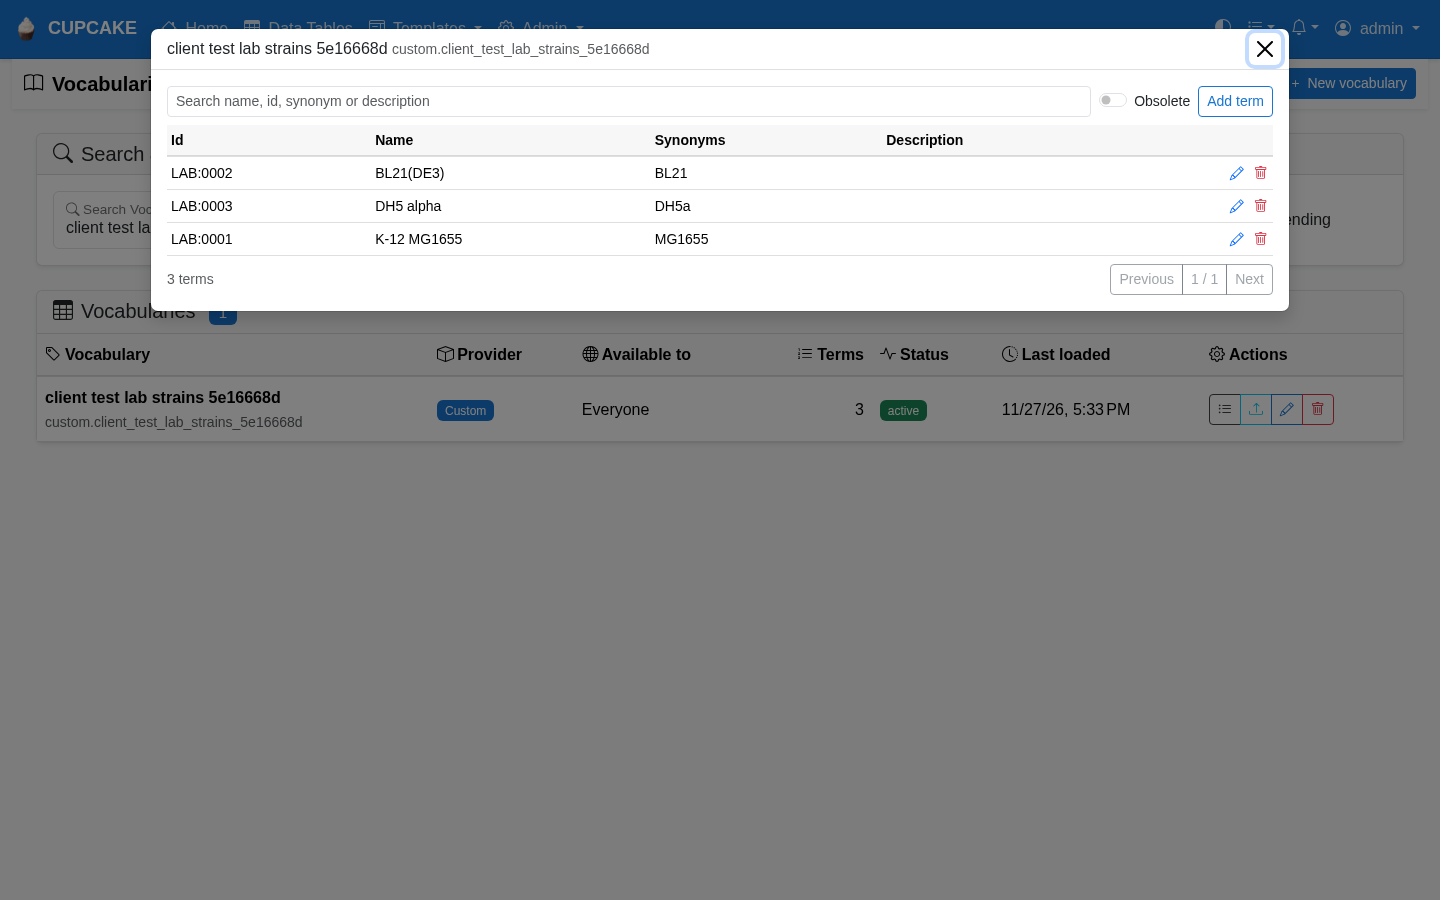 CUPCAKE Home Data Tables Templates Admin admin
client test lab strains 5e16668d custom.client_test_lab_strains_5e16668d
Vocabulari
+ New vocabulary
Search name, id, synonym or description
Obsolete
Add term
Id Name Synonyms Description
LAB:0002 BL21(DE3) BL21
LAB:0003 DH5 alpha DH5a
LAB:0001 K-12 MG1655 MG1655
3 terms
Previous 1 / 1 Next
Search
Search Voc
client test la
ending
Vocabularies 1
Vocabulary Provider Available to Terms Status Last loaded Actions
client test lab strains 5e16668d
custom.client_test_lab_strains_5e16668d
Custom Everyone 3 active 11/27/26, 5:33 PM